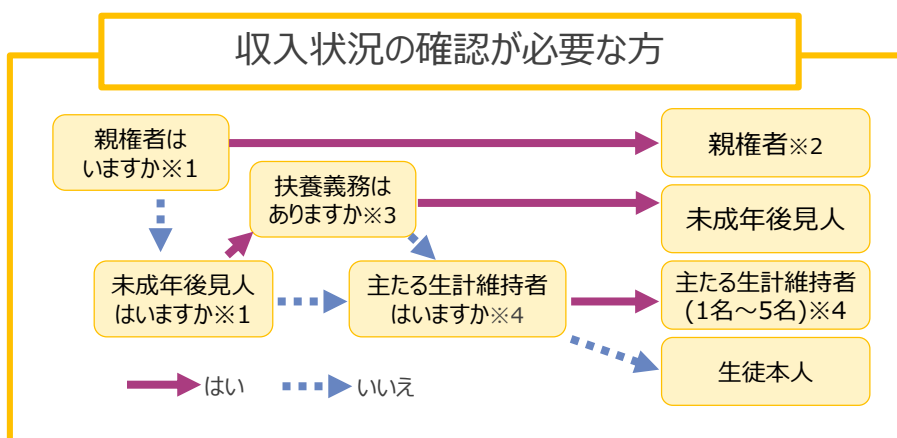 収入状況の確認が必要な方
親権者は
いますか※1
親権者※2
扶養義務は
ありますか※3
未成年後見人
未成年後見人
はいますか※1
主たる生計維持者
はいますか※4
主たる生計維持者
(1名～5名)※4
生徒本人
はい
いいえ